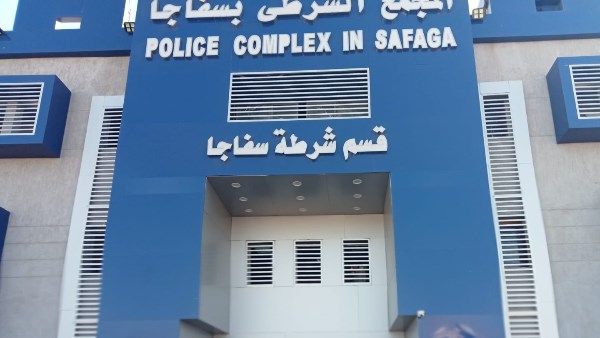 المجمع الشرطى بسفاجا
POLICE COMPLEX IN SAFAGA
قسم شرطة سفاجا